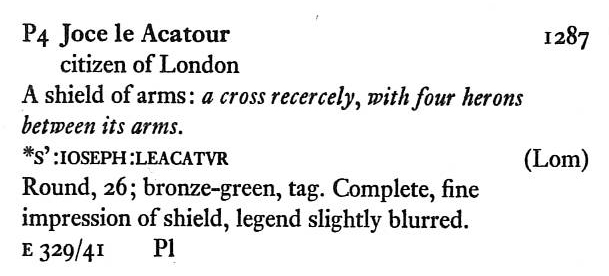 P4 Joce le Acatour 1287
citizen of London
A shield of arms: a cross recercely, with four herons
between its arms.
*S':IOSEPH:LEACATVR (Lom)
Round, 26; bronze-green, tag. Complete, fine
impression of shield, legend slightly blurred.
E 329/41 Pl